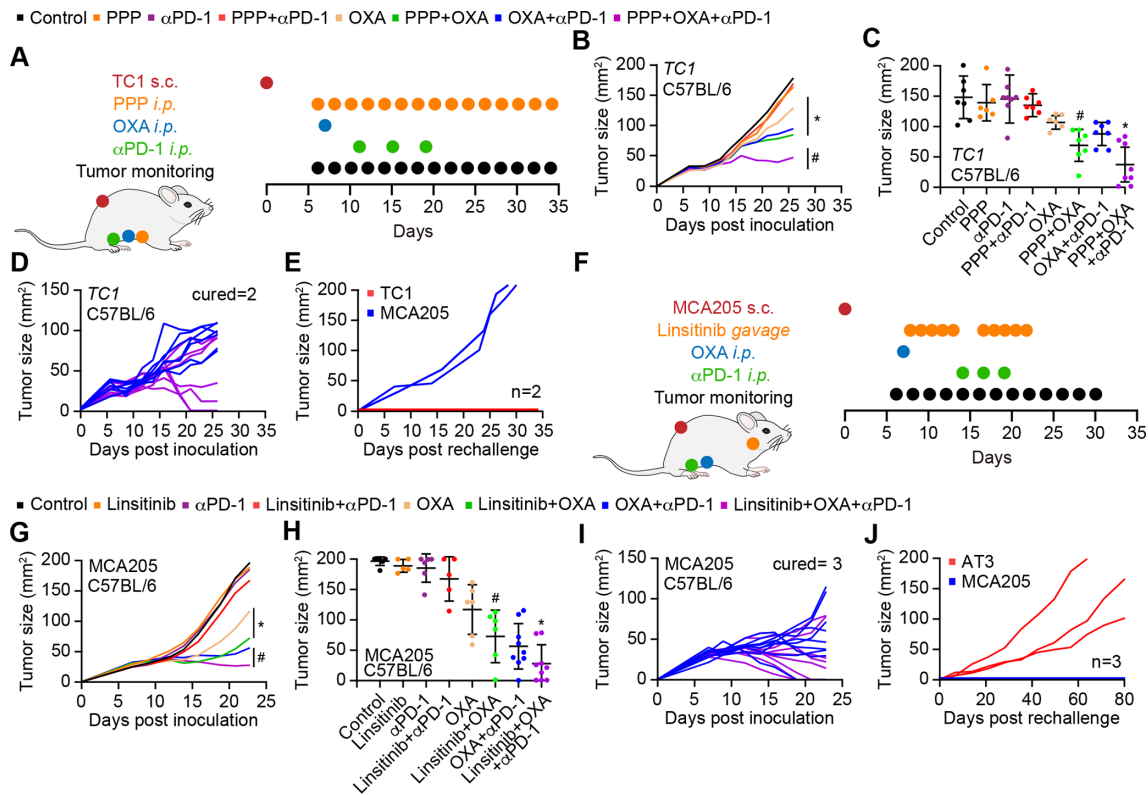 Control PPP αPD-1 PPP+αPD-1 OXA PPP+OXA OXA+αPD-1 PPP+OXA+αPD-1
A
TC1 s.c.
PPP i.p.
OXA i.p.
αPD-1 i.p.
Tumor monitoring
0 5 10 15 20 25 30 35
Days
B
TC1
C57BL/6
Tumor size (mm²)
200
150
100
50
0
*
#
0 5 10 15 20 25 30 35
Days post inoculation
C
Tumor size (mm²)
200
150
100
50
0
#
*
TC1
C57BL/6
Control
PPP
αPD-1
PPP+αPD-1
OXA
PPP+OXA
OXA+αPD-1
PPP+OXA
+αPD-1
D
TC1
C57BL/6
cured=2
Tumor size (mm²)
150
100
50
0
0 5 10 15 20 25 30 35
Days post inoculation
E
TC1
MCA205
Tumor size (mm²)
200
150
100
50
0
n=2
0 5 10 15 20 25 30 35
Days post rechallenge
F
MCA205 s.c.
Linsitinib gavage
OXA i.p.
αPD-1 i.p.
Tumor monitoring
0 5 10 15 20 25 30 35
Days
Control Linsitinib αPD-1 Linsitinib+αPD-1 OXA Linsitinib+OXA OXA+αPD-1 Linsitinib+OXA+αPD-1
G
MCA205
C57BL/6
Tumor size (mm²)
200
150
100
50
0
*
#
0 5 10 15 20 25
Days post inoculation
H
Tumor size (mm²)
200
150
100
50
0
#
*
MCA205
C57BL/6
Control
Linsitinib
αPD-1
Linsitinib+αPD-1
OXA
Linsitinib+OXA
OXA+αPD-1
Linsitinib+OXA
+αPD-1
I
MCA205
C57BL/6
cured= 3
Tumor size (mm²)
150
100
50
0
0 5 10 15 20 25
Days post inoculation
J
AT3
MCA205
Tumor size (mm²)
200
150
100
50
0
n=3
0 20 40 60 80
Days post rechallenge